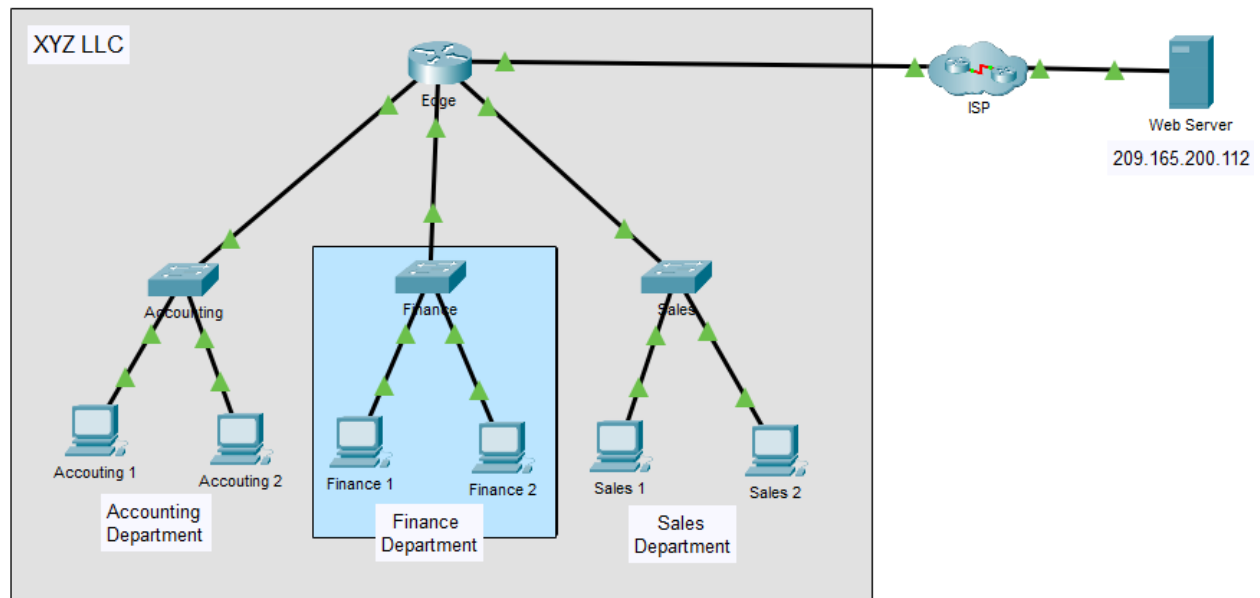 XYZ LLC
Edge
ISP
Web Server
209.165.200.112
Accounting
Finance
Sales
Accouting 1
Accouting 2
Finance 1
Finance 2
Sales 1
Sales 2
Accounting
Department
Finance
Department
Sales
Department